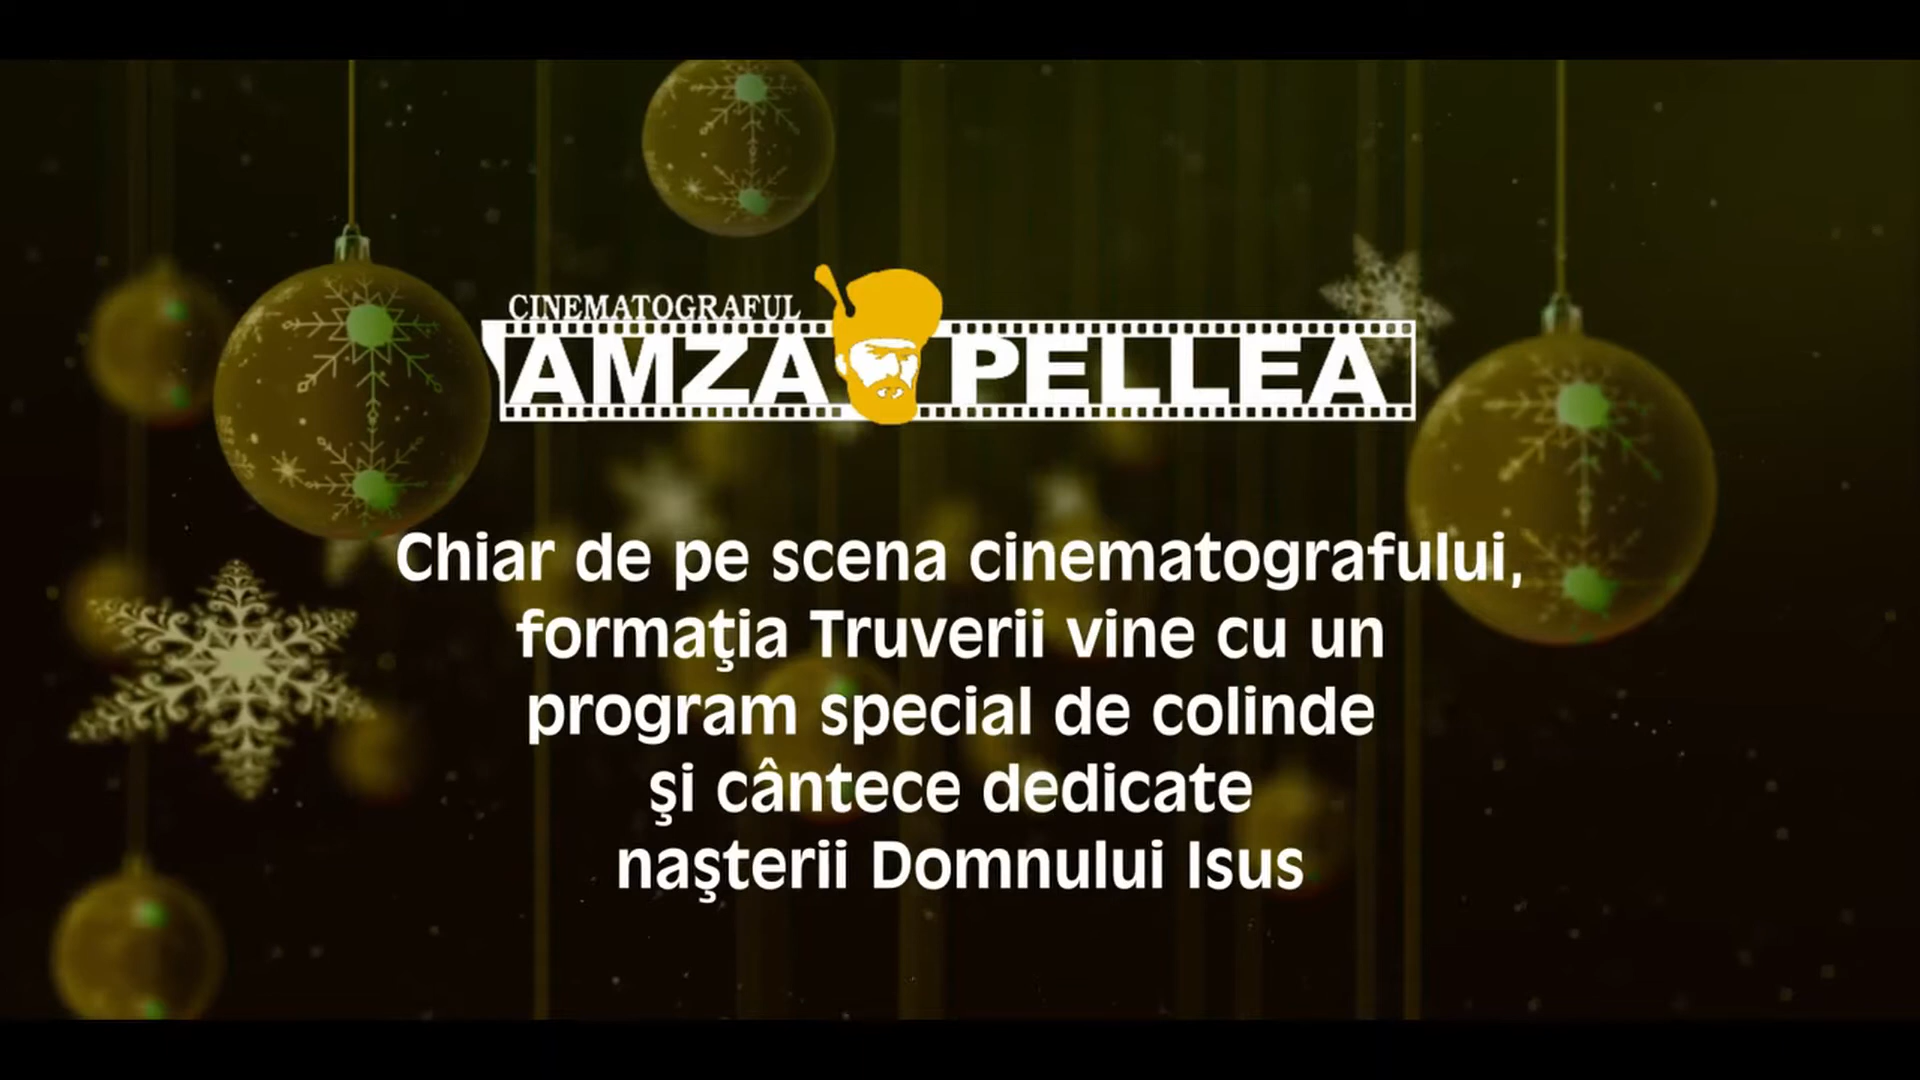 CINEMATOGRAFUL
AMZA PELLEA
Chiar de pe scena cinematografului,
formaţia Truverii vine cu un
program special de colinde
şi cântece dedicate
naşterii Domnului Isus